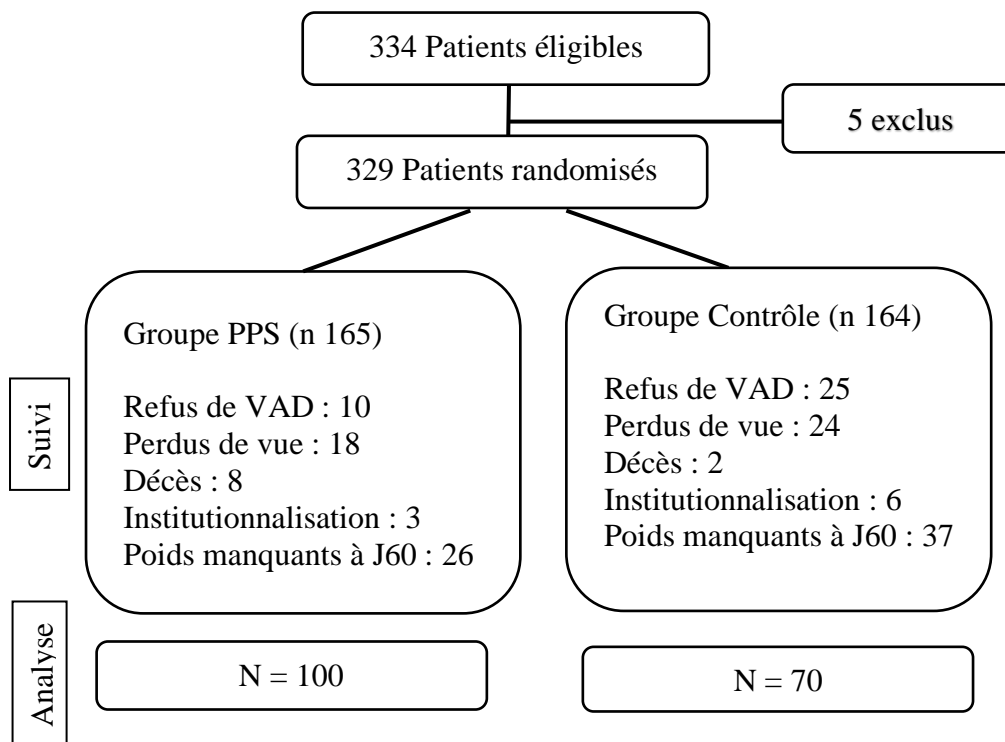 334 Patients éligibles
5 exclus
329 Patients randomisés
Suivi
Groupe PPS (n 165)
Refus de VAD : 10
Perdus de vue : 18
Décès : 8
Institutionnalisation : 3
Poids manquants à J60 : 26
Groupe Contrôle (n 164)
Refus de VAD : 25
Perdus de vue : 24
Décès : 2
Institutionnalisation : 6
Poids manquants à J60 : 37
Analyse
N = 100
N = 70